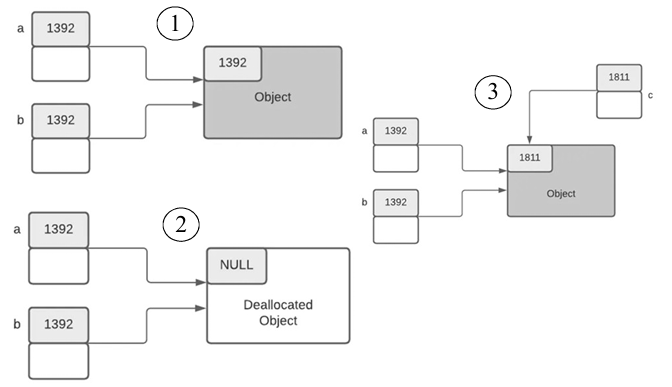 1
a 1392
1392
Object
b 1392
2
a 1392
NULL
Deallocated
Object
b 1392
3
1811
c
a 1392
1811
Object
b 1392